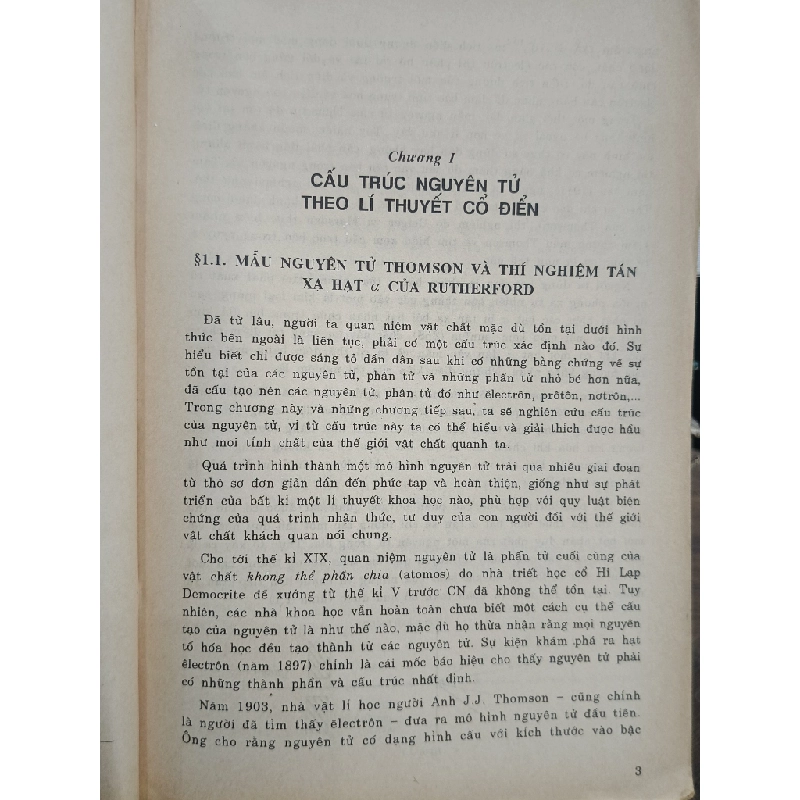 Chương I
CẤU TRÚC NGUYÊN TỬ
THEO LÍ THUYẾT CỔ ĐIỂN
§1.1. MẪU NGUYÊN TỬ THOMSON VÀ THÍ NGHIỆM TÁN
XẠ HẠT α CỦA RUTHERFORD
Đã từ lâu, người ta quan niệm vật chất mặc dù tồn tại dưới hình
thức bên ngoài là liên tục, phải có một cấu trúc xác định nào đó. Sự
hiểu biết chỉ được sáng tỏ dần dần sau khi có những bằng chứng về sự
tồn tại của các nguyên tử, phân tử và những phần tử nhỏ bé hơn nữa,
đã cấu tạo nên các nguyên tử, phân tử đó như êlectrôn, prôtôn, nơtrôn,...
Trong chương này và những chương tiếp sau, ta sẽ nghiên cứu cấu trúc
của nguyên tử, vì từ cấu trúc này ta có thể hiểu và giải thích được hầu
như mọi tính chất của thế giới vật chất quanh ta.
Quá trình hình thành một mô hình nguyên tử trải qua nhiều giai đoạn
từ thô sơ đơn giản dần đến phức tạp và hoàn thiện, giống như sự phát
triển của bất kì một lí thuyết khoa học nào, phù hợp với quy luật biện
chứng của quá trình nhận thức, tư duy của con người đối với thế giới
vật chất khách quan nói chung.
Cho tới thế kỉ XIX, quan niệm nguyên tử là phần tử cuối cùng của
vật chất không thể phân chia (atomos) do nhà triết học cổ Hi Lạp
Democrite đề xướng từ thế kỉ V trước CN đã không thể tồn tại. Tuy
nhiên, các nhà khoa học vẫn hoàn toàn chưa biết một cách cụ thể cấu
tạo của nguyên tử là như thế nào, mặc dù họ thừa nhận rằng mọi nguyên
tố hóa học đều tạo thành từ các nguyên tử. Sự kiện khám phá ra hạt
êlectrôn (năm 1897) chính là cái mốc báo hiệu cho thấy nguyên tử phải
có những thành phần và cấu trúc nhất định.
Năm 1903, nhà vật lí học người Anh J.J. Thomson – cũng chính
là người đã tìm thấy êlectrôn – đưa ra mô hình nguyên tử đầu tiên.
Ông cho rằng nguyên tử có dạng hình cầu với kích thước vào bậc
3